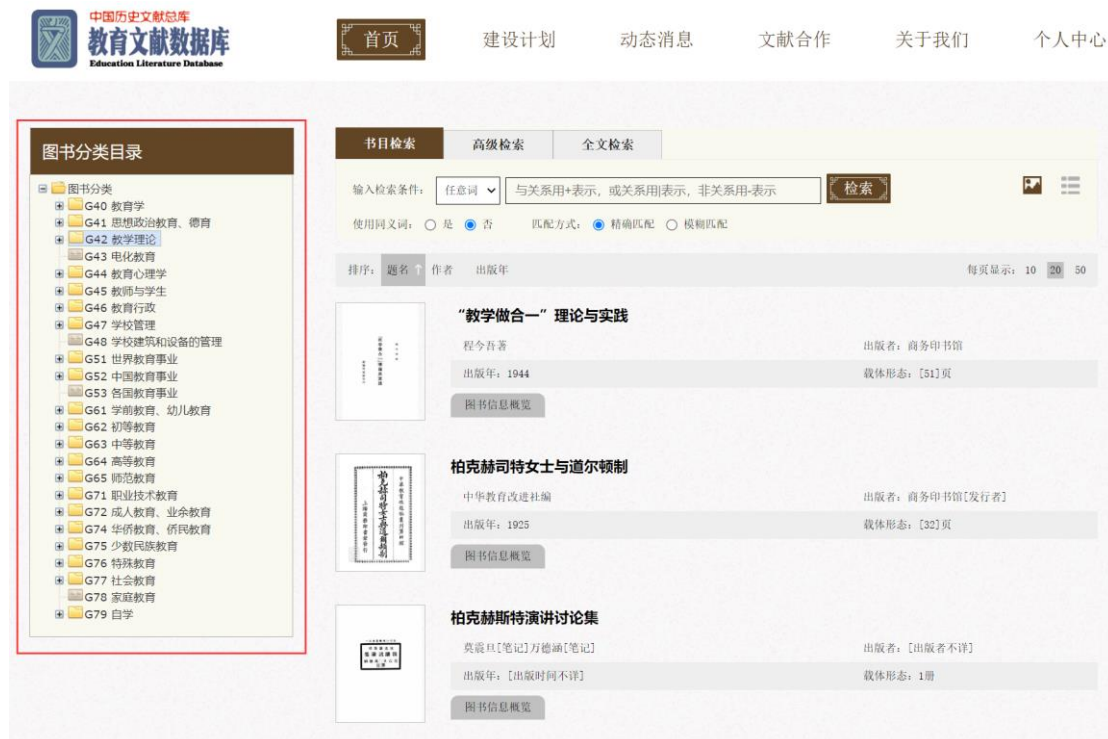 中国历史文献总库
教育文献数据库
Education Literature Database
首页 建设计划 动态消息 文献合作 关于我们 个人中心
图书分类目录
图书分类
G40 教育学
G41 思想政治教育、德育
G42 教学理论
G43 电化教育
G44 教育心理学
G45 教师与学生
G46 教育行政
G47 学校管理
G48 学校建筑和设备的管理
G51 世界教育事业
G52 中国教育事业
G53 各国教育事业
G61 学前教育、幼儿教育
G62 初等教育
G63 中等教育
G64 高等教育
G65 师范教育
G71 职业技术教育
G72 成人教育、业余教育
G74 华侨教育、侨民教育
G75 少数民族教育
G76 特殊教育
G77 社会教育
G78 家庭教育
G79 自学
书目检索 高级检索 全文检索
输入检索条件： 任意词 与关系用+表示，或关系用|表示，非关系用-表示 检索
使用同义词： 是 否 匹配方式： 精确匹配 模糊匹配
排序： 题名↑ 作者 出版年 每页显示： 10 20 50
“教学做合一”理论与实践
程今吾著 出版者：商务印书馆
出版年：1944 载体形态：[51]页
图书信息概览
柏克赫司特女士与道尔顿制
中华教育改进社编 出版者：商务印书馆[发行者]
出版年：1925 载体形态：[32]页
图书信息概览
柏克赫斯特演讲讨论集
莫震旦[笔记]万德涵[笔记] 出版者：[出版者不详]
出版年：[出版时间不详] 载体形态：1册
图书信息概览